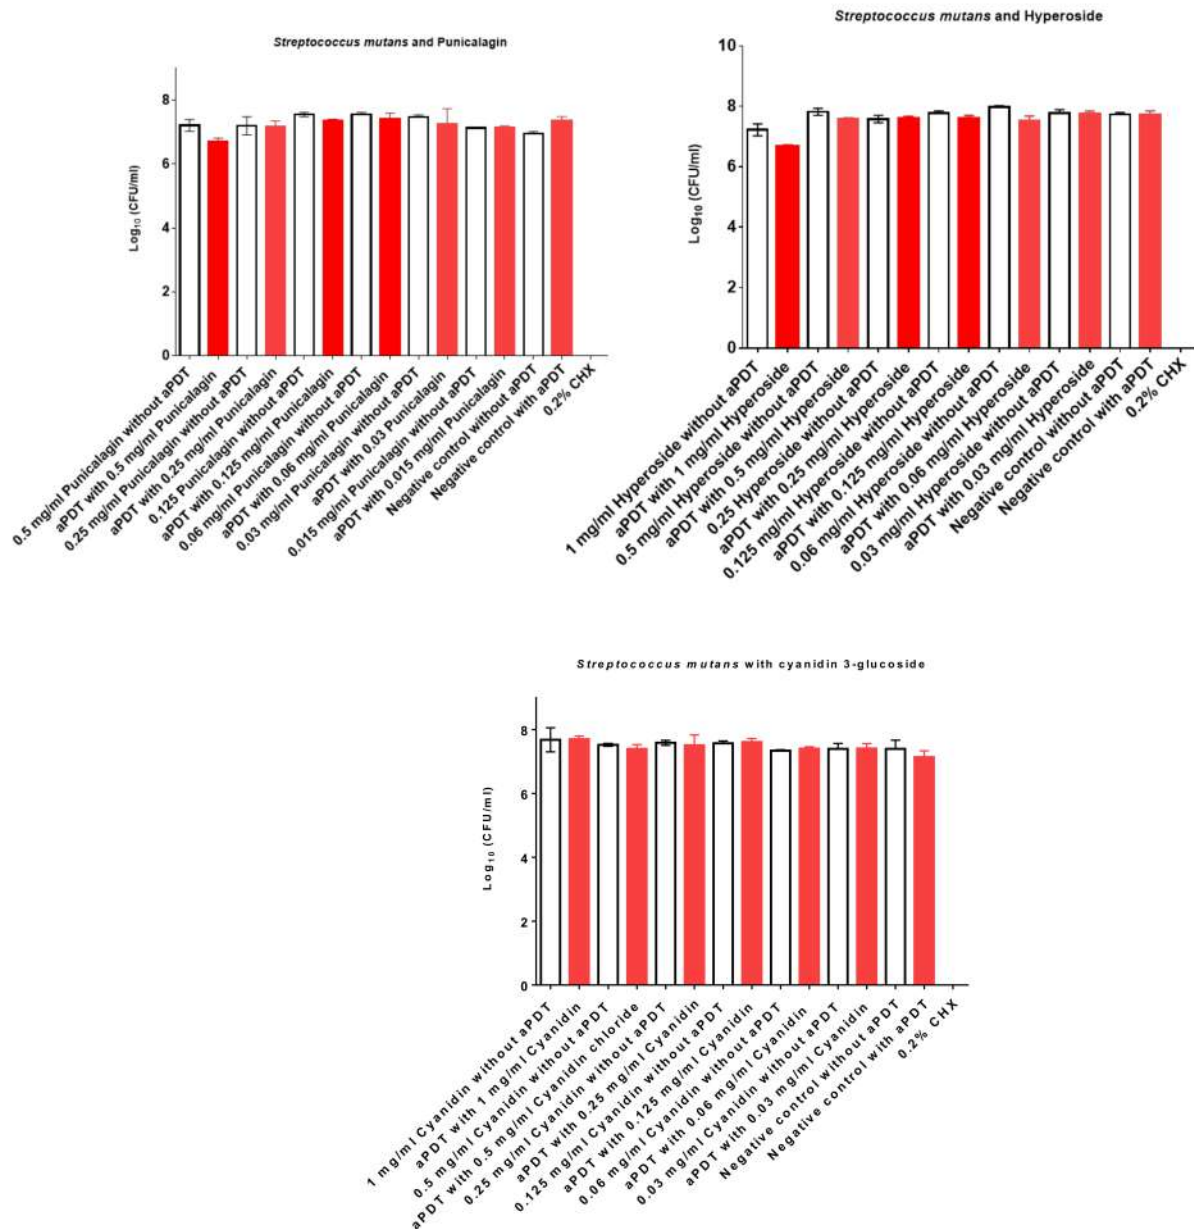 Streptococcus mutans and Punicalagin
Log10 (CFU/ml)
8
6
4
2
0
0.5 mg/ml Punicalagin without aPDT
aPDT with 0.5 mg/ml Punicalagin
0.25 mg/ml Punicalagin without aPDT
aPDT with 0.25 mg/ml Punicalagin
0.125 Punicalagin without aPDT
aPDT with 0.125 mg/ml Punicalagin
0.06 mg/ml Punicalagin without aPDT
aPDT with 0.06 mg/ml Punicalagin
0.03 mg/ml Punicalagin without aPDT
aPDT with 0.03 Punicalagin
0.015 mg/ml Punicalagin without aPDT
aPDT with 0.015 mg/ml Punicalagin
Negative control without aPDT
Negative control with aPDT
0.2% CHX
Streptococcus mutans and Hyperoside
Log10 (CFU/ml)
10
8
6
4
2
0
1 mg/ml Hyperoside without aPDT
aPDT with 1 mg/ml Hyperoside
0.5 mg/ml Hyperoside without aPDT
aPDT with 0.5 mg/ml Hyperoside
0.25 Hyperoside without aPDT
aPDT with 0.25 mg/ml Hyperoside
0.125 mg/ml Hyperoside without aPDT
aPDT with 0.125 mg/ml Hyperoside
0.06 mg/ml Hyperoside without aPDT
aPDT with 0.06 mg/ml Hyperoside
0.03 mg/ml Hyperoside without aPDT
aPDT with 0.03 mg/ml Hyperoside
Negative control without aPDT
Negative control with aPDT
0.2% CHX
Streptococcus mutans with cyanidin 3-glucoside
Log10 (CFU/ml)
8
6
4
2
0
1 mg/ml Cyanidin without aPDT
aPDT with 1 mg/ml Cyanidin
0.5 mg/ml Cyanidin without aPDT
aPDT with 0.5 mg/ml Cyanidin chloride
0.25 mg/ml Cyanidin without aPDT
aPDT with 0.25 mg/ml Cyanidin
0.125 mg/ml Cyanidin without aPDT
aPDT with 0.125 mg/ml Cyanidin
0.06 mg/ml Cyanidin without aPDT
aPDT with 0.06 mg/ml Cyanidin
0.03 mg/ml Cyanidin without aPDT
aPDT with 0.03 mg/ml Cyanidin
Negative control without aPDT
Negative control with aPDT
0.2% CHX